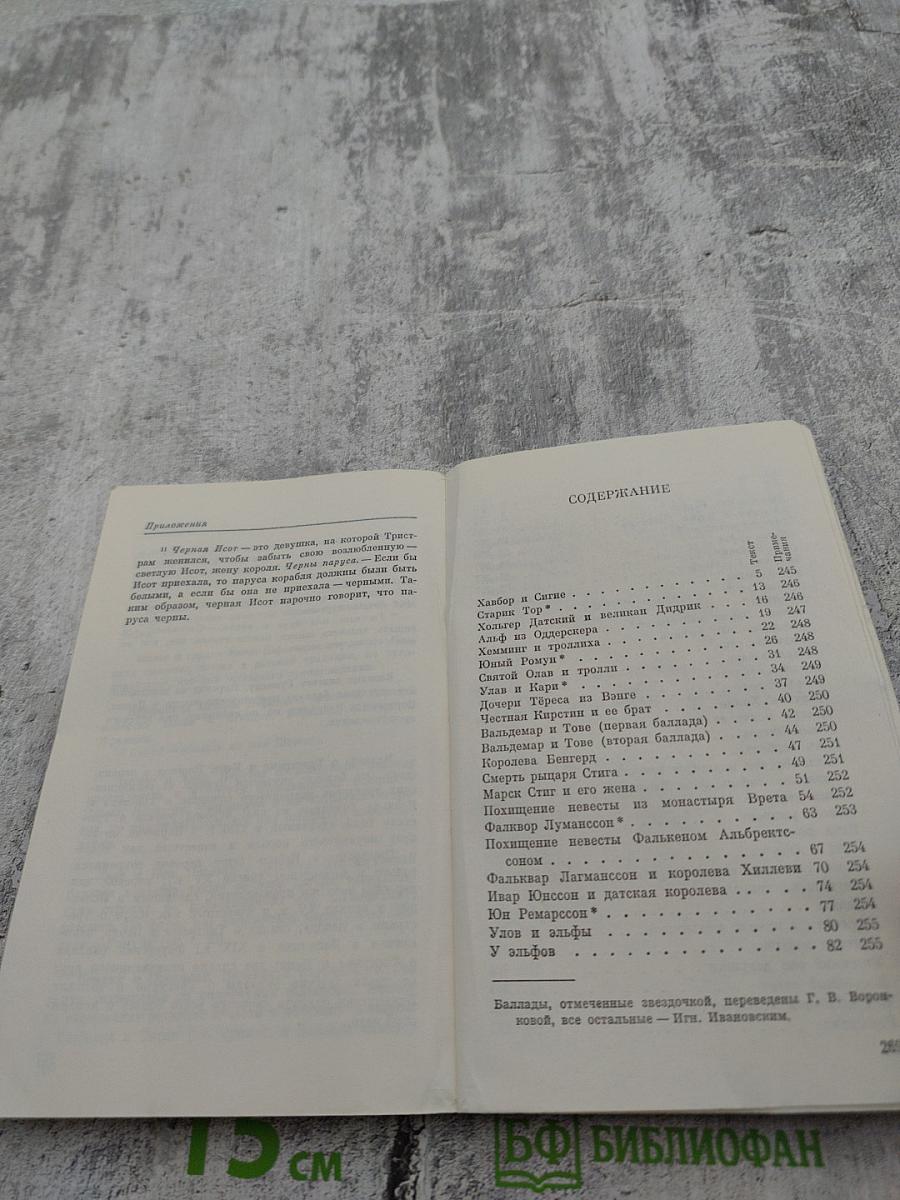 Приложения
11 Черная Исот — это девушка, на которой Трист-
рам женился, чтобы забыть свою возлюбленную —
светлую Исот, жену короля. Черны паруса. — Если бы
Исот приехала, то паруса корабля должны были быть
белыми, а если бы она не приехала — черными. Та-
ким образом, черная Исот нарочно говорит, что па-
руса черны.
СОДЕРЖАНИЕ
Текст
Приме-
чания
Хавбор и Сигне . . . . . . . . . . . . 5 245
Старик Тор * . . . . . . . . . . . . 13 246
Хольгер Датский и великан Дидрик . . . 16 246
Альф из Оддерскера . . . . . . . . . 19 247
Хемминг и троллиха . . . . . . . . . 22 248
Юный Ромун * . . . . . . . . . . . 26 248
Святой Олав и тролли . . . . . . . . 31 248
Улав и Кари * . . . . . . . . . . . 34 249
Дочери Тёреса из Вэнге . . . . . . . 37 249
Честная Кирстин и ее брат . . . . . . 40 250
Вальдемар и Тове (первая баллада) . . . . 42 250
Вальдемар и Тове (вторая баллада) . . . . 44 250
Королева Бенгерд . . . . . . . . . . 47 251
Смерть рыцаря Стига . . . . . . . . . 49 251
Марск Стиг и его жена . . . . . . . . 51 252
Похищение невесты из монастыря Врета 54 252
Фалквор Луманссон * . . . . . . . . . 63 253
Похищение невесты Фалькеном Альбректс-
соном . . . . . . . . . . . . . . . 67 254
Фальквар Лагманссон и королева Хиллеви 70 254
Ивар Юнссон и датская королева . . . . . 74 254
Юн Ремарссон * . . . . . . . . . . . 77 254
Улов и эльфы . . . . . . . . . . . . 80 255
У эльфов . . . . . . . . . . . . . 82 255
Баллады, отмеченные звездочкой, переведены Г. В. Ворон-
ковой, все остальные — Игн. Ивановским.
15 см
БФ БИБЛИОФАН